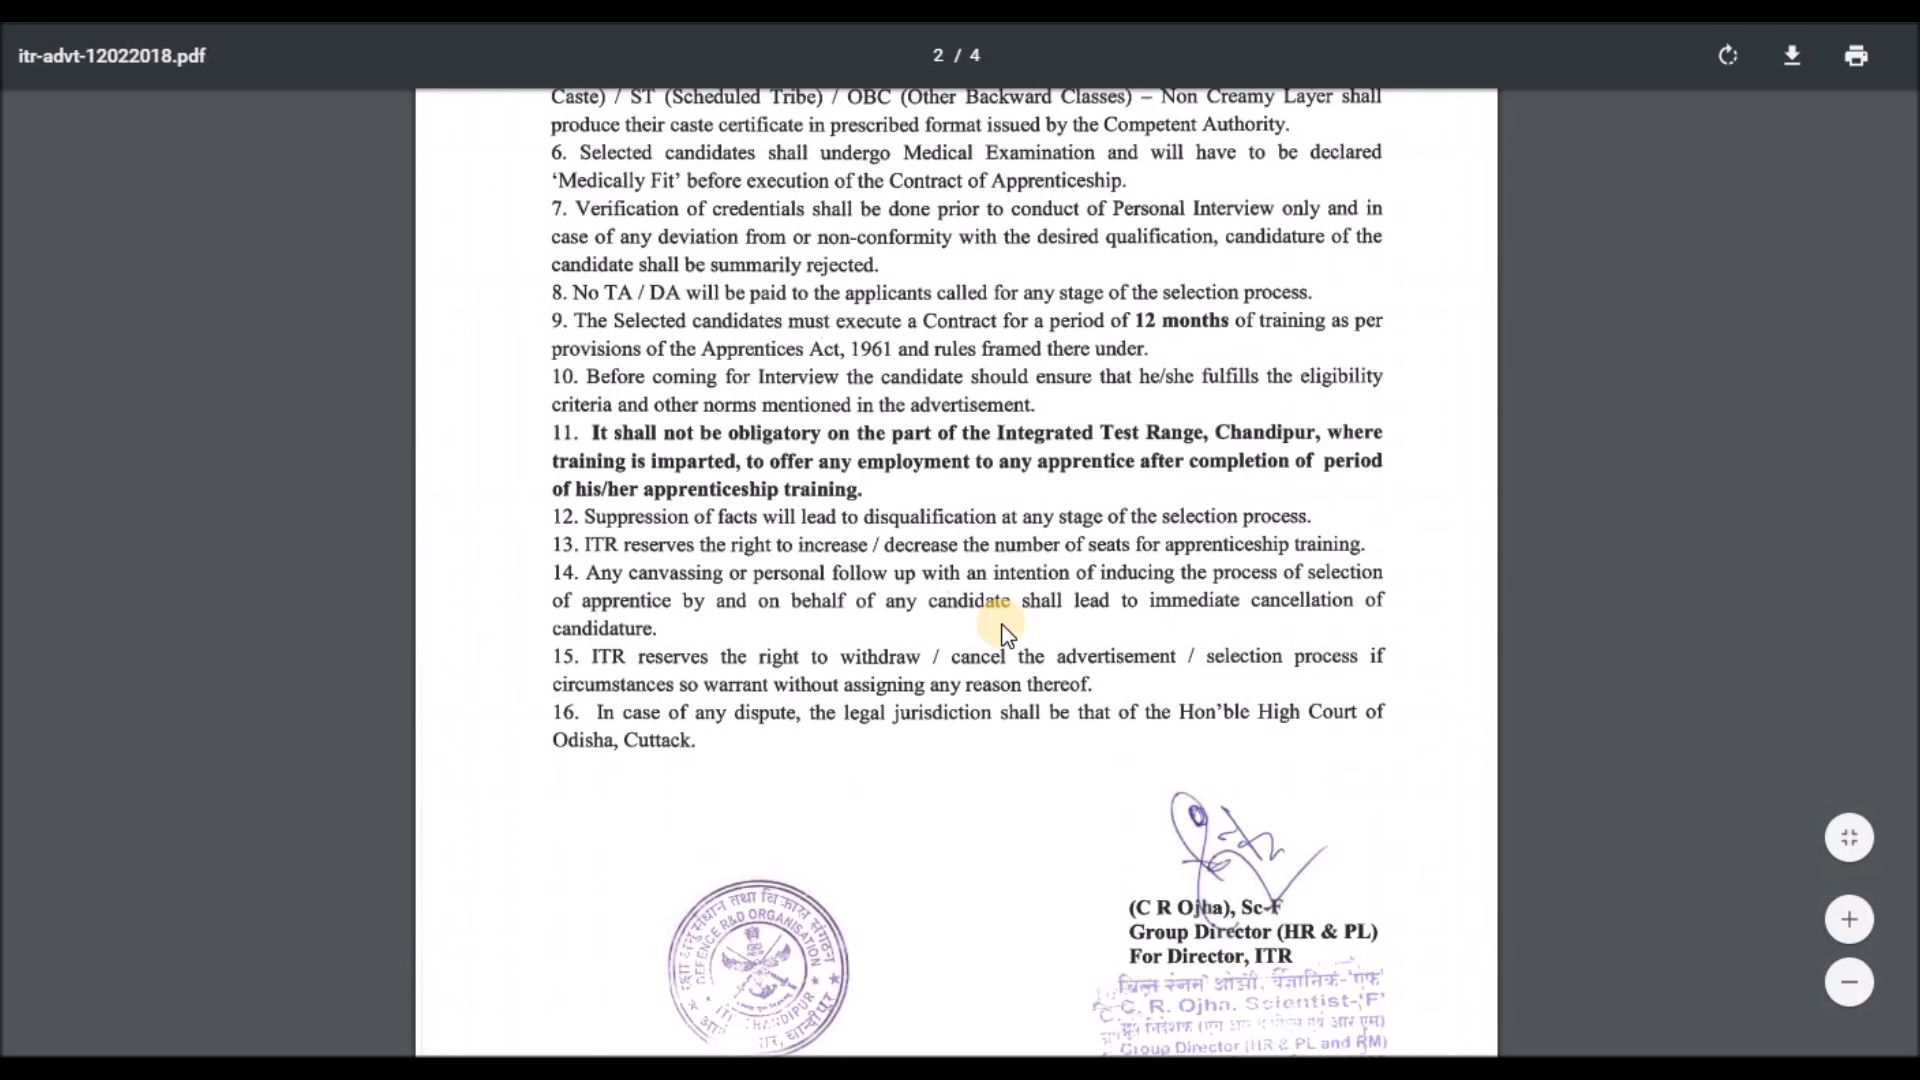 itr-advt-12022018.pdf
2 / 4
Caste) / ST (Scheduled Tribe) / OBC (Other Backward Classes) – Non Creamy Layer shall
produce their caste certificate in prescribed format issued by the Competent Authority.
6. Selected candidates shall undergo Medical Examination and will have to be declared
‘Medically Fit’ before execution of the Contract of Apprenticeship.
7. Verification of credentials shall be done prior to conduct of Personal Interview only and in
case of any deviation from or non-conformity with the desired qualification, candidature of the
candidate shall be summarily rejected.
8. No TA / DA will be paid to the applicants called for any stage of the selection process.
9. The Selected candidates must execute a Contract for a period of 12 months of training as per
provisions of the Apprentices Act, 1961 and rules framed there under.
10. Before coming for Interview the candidate should ensure that he/she fulfills the eligibility
criteria and other norms mentioned in the advertisement.
11. It shall not be obligatory on the part of the Integrated Test Range, Chandipur, where
training is imparted, to offer any employment to any apprentice after completion of period
of his/her apprenticeship training.
12. Suppression of facts will lead to disqualification at any stage of the selection process.
13. ITR reserves the right to increase / decrease the number of seats for apprenticeship training.
14. Any canvassing or personal follow up with an intention of inducing the process of selection
of apprentice by and on behalf of any candidate shall lead to immediate cancellation of
candidature.
15. ITR reserves the right to withdraw / cancel the advertisement / selection process if
circumstances so warrant without assigning any reason thereof.
16. In case of any dispute, the legal jurisdiction shall be that of the Hon’ble High Court of
Odisha, Cuttack.
(C R Ojha), Sc-F
Group Director (HR & PL)
For Director, ITR
C. R. Ojha, Scientist-'F'
Group Director (HR & PL and RM)
अनुसंधान तथा विकास संगठन
DEFENCE R&D ORGANISATION
CHANDIPUR